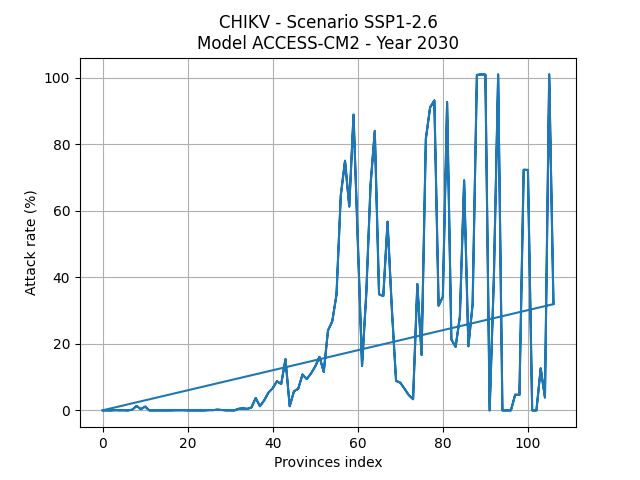 CHIKV - Scenario SSP1-2.6
Model ACCESS-CM2 - Year 2030
Attack rate (%)
100
80
60
40
20
0
0 20 40 60 80 100
Provinces index